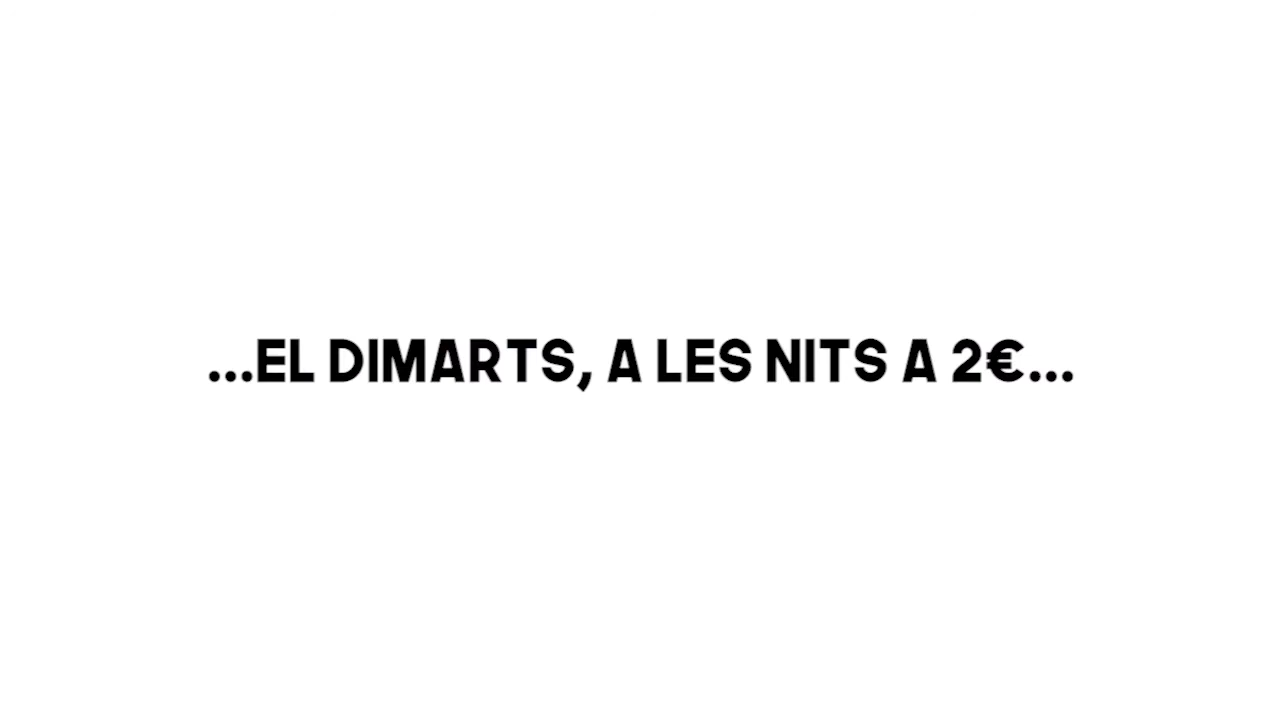 ...EL DIMARTS, A LES NITS A 2€...